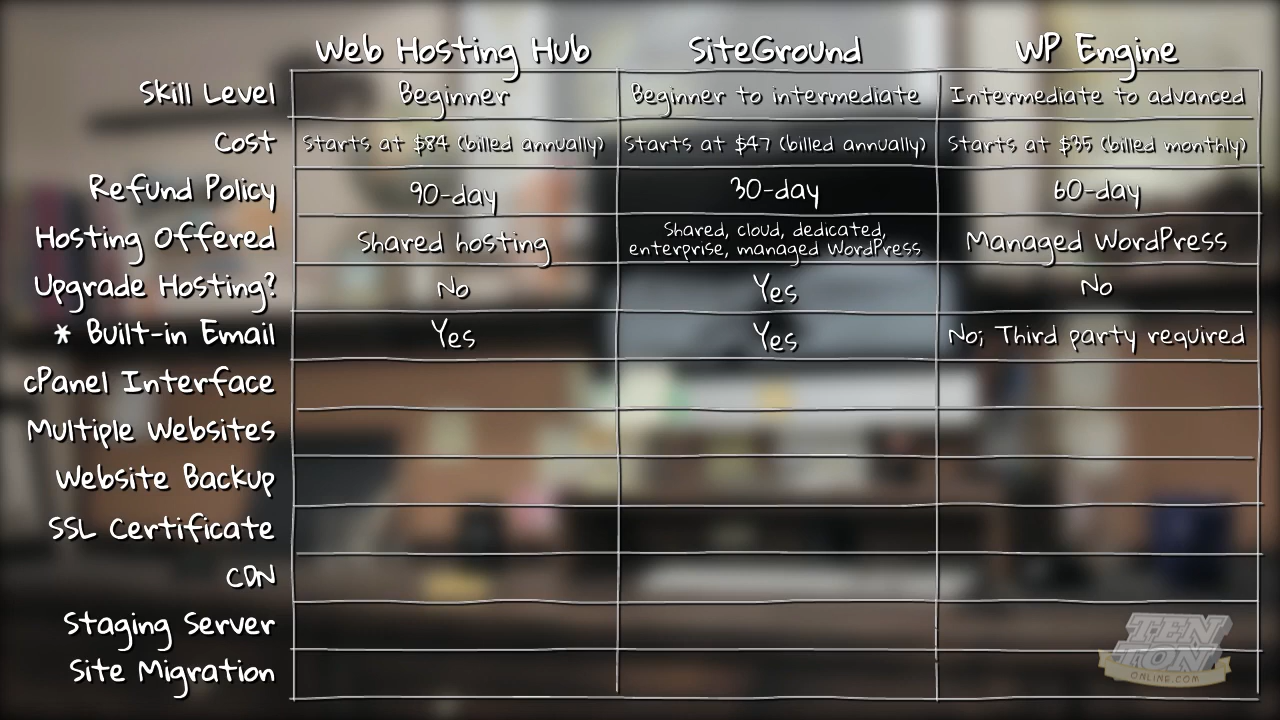 Web Hosting Hub SiteGround WP Engine
Skill Level Beginner Beginner to intermediate Intermediate to advanced
Cost Starts at $84 (billed annually) Starts at $47 (billed annually) Starts at $35 (billed monthly)
Refund Policy 90-day 30-day 60-day
Hosting Offered Shared hosting Shared, cloud, dedicated,
enterprise, managed WordPress Managed WordPress
Upgrade Hosting? No Yes No
* Built-in Email Yes Yes No; Third party required
cPanel Interface
Multiple Websites
Website Backup
SSL Certificate
CDN
Staging Server
Site Migration
TEN
TON
ONLINE.COM